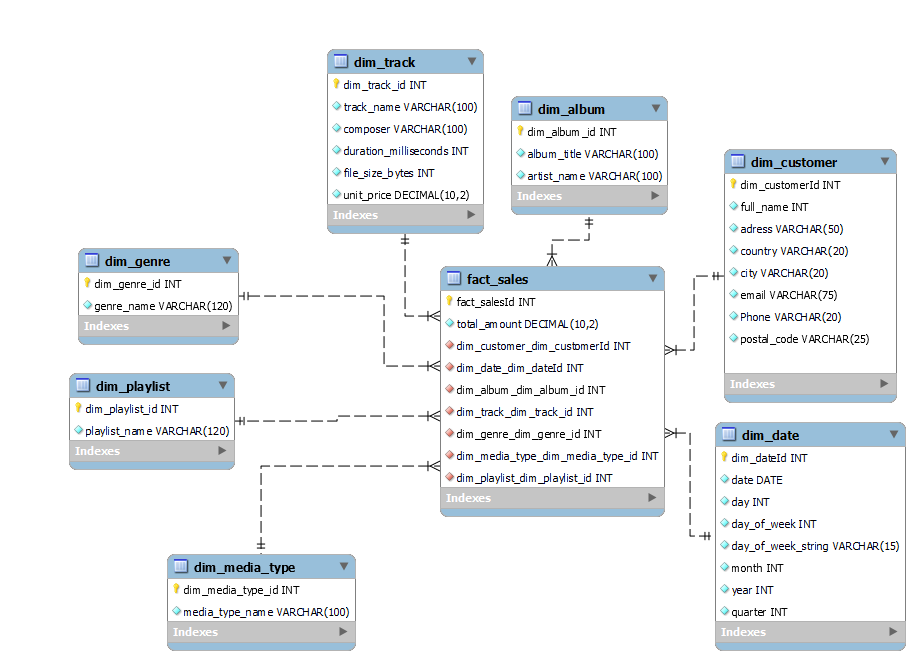 dim_track
dim_track_id INT
track_name VARCHAR(100)
composer VARCHAR(100)
duration_milliseconds INT
file_size_bytes INT
unit_price DECIMAL(10,2)
Indexes
dim_album
dim_album_id INT
album_title VARCHAR(100)
artist_name VARCHAR(100)
Indexes
dim_customer
dim_customerId INT
full_name INT
adress VARCHAR(50)
country VARCHAR(20)
city VARCHAR(20)
email VARCHAR(75)
Phone VARCHAR(20)
postal_code VARCHAR(25)
Indexes
dim_genre
dim_genre_id INT
genre_name VARCHAR(120)
Indexes
fact_sales
fact_salesId INT
total_amount DECIMAL(10,2)
dim_customer_dim_customerId INT
dim_date_dim_dateId INT
dim_album_dim_album_id INT
dim_track_dim_track_id INT
dim_genre_dim_genre_id INT
dim_media_type_dim_media_type_id INT
dim_playlist_dim_playlist_id INT
Indexes
dim_playlist
dim_playlist_id INT
playlist_name VARCHAR(120)
Indexes
dim_date
dim_dateId INT
date DATE
day INT
day_of_week INT
day_of_week_string VARCHAR(15)
month INT
year INT
quarter INT
Indexes
dim_media_type
dim_media_type_id INT
media_type_name VARCHAR(100)
Indexes